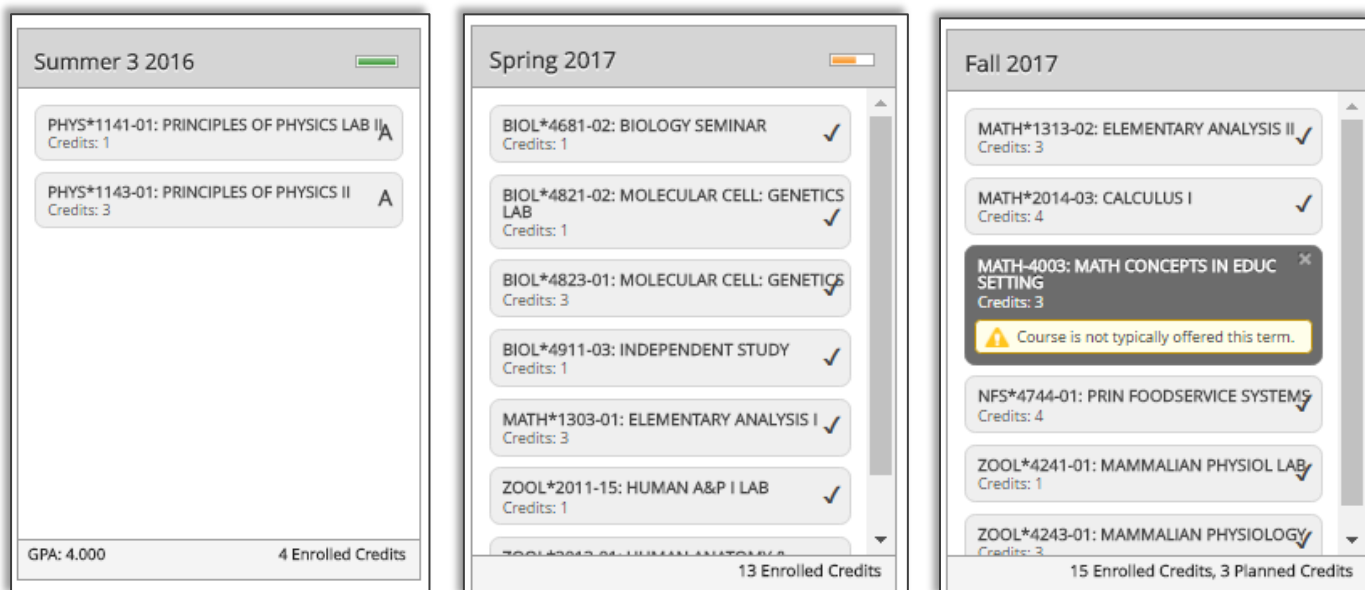 Summer 3 2016
PHYS*1141-01: PRINCIPLES OF PHYSICS LAB II
A
Credits: 1
PHYS*1143-01: PRINCIPLES OF PHYSICS II
A
Credits: 3
GPA: 4.000
4 Enrolled Credits
Spring 2017
BIOL*4681-02: BIOLOGY SEMINAR
Credits: 1
BIOL*4821-02: MOLECULAR CELL: GENETICS
LAB
Credits: 1
BIOL*4823-01: MOLECULAR CELL: GENETICS
Credits: 3
BIOL*4911-03: INDEPENDENT STUDY
Credits: 1
MATH*1303-01: ELEMENTARY ANALYSIS I
Credits: 3
ZOOL*2011-15: HUMAN A&P I LAB
Credits: 1
ZOOL*2013-01: HUMAN ANATOMY &
13 Enrolled Credits
Fall 2017
MATH*1313-02: ELEMENTARY ANALYSIS II
Credits: 3
MATH*2014-03: CALCULUS I
Credits: 4
MATH-4003: MATH CONCEPTS IN EDUC
SETTING
Credits: 3
Course is not typically offered this term.
NFS*4744-01: PRIN FOODSERVICE SYSTEMS
Credits: 4
ZOOL*4241-01: MAMMALIAN PHYSIOL LAB
Credits: 1
ZOOL*4243-01: MAMMALIAN PHYSIOLOGY
Credits: 3
15 Enrolled Credits, 3 Planned Credits